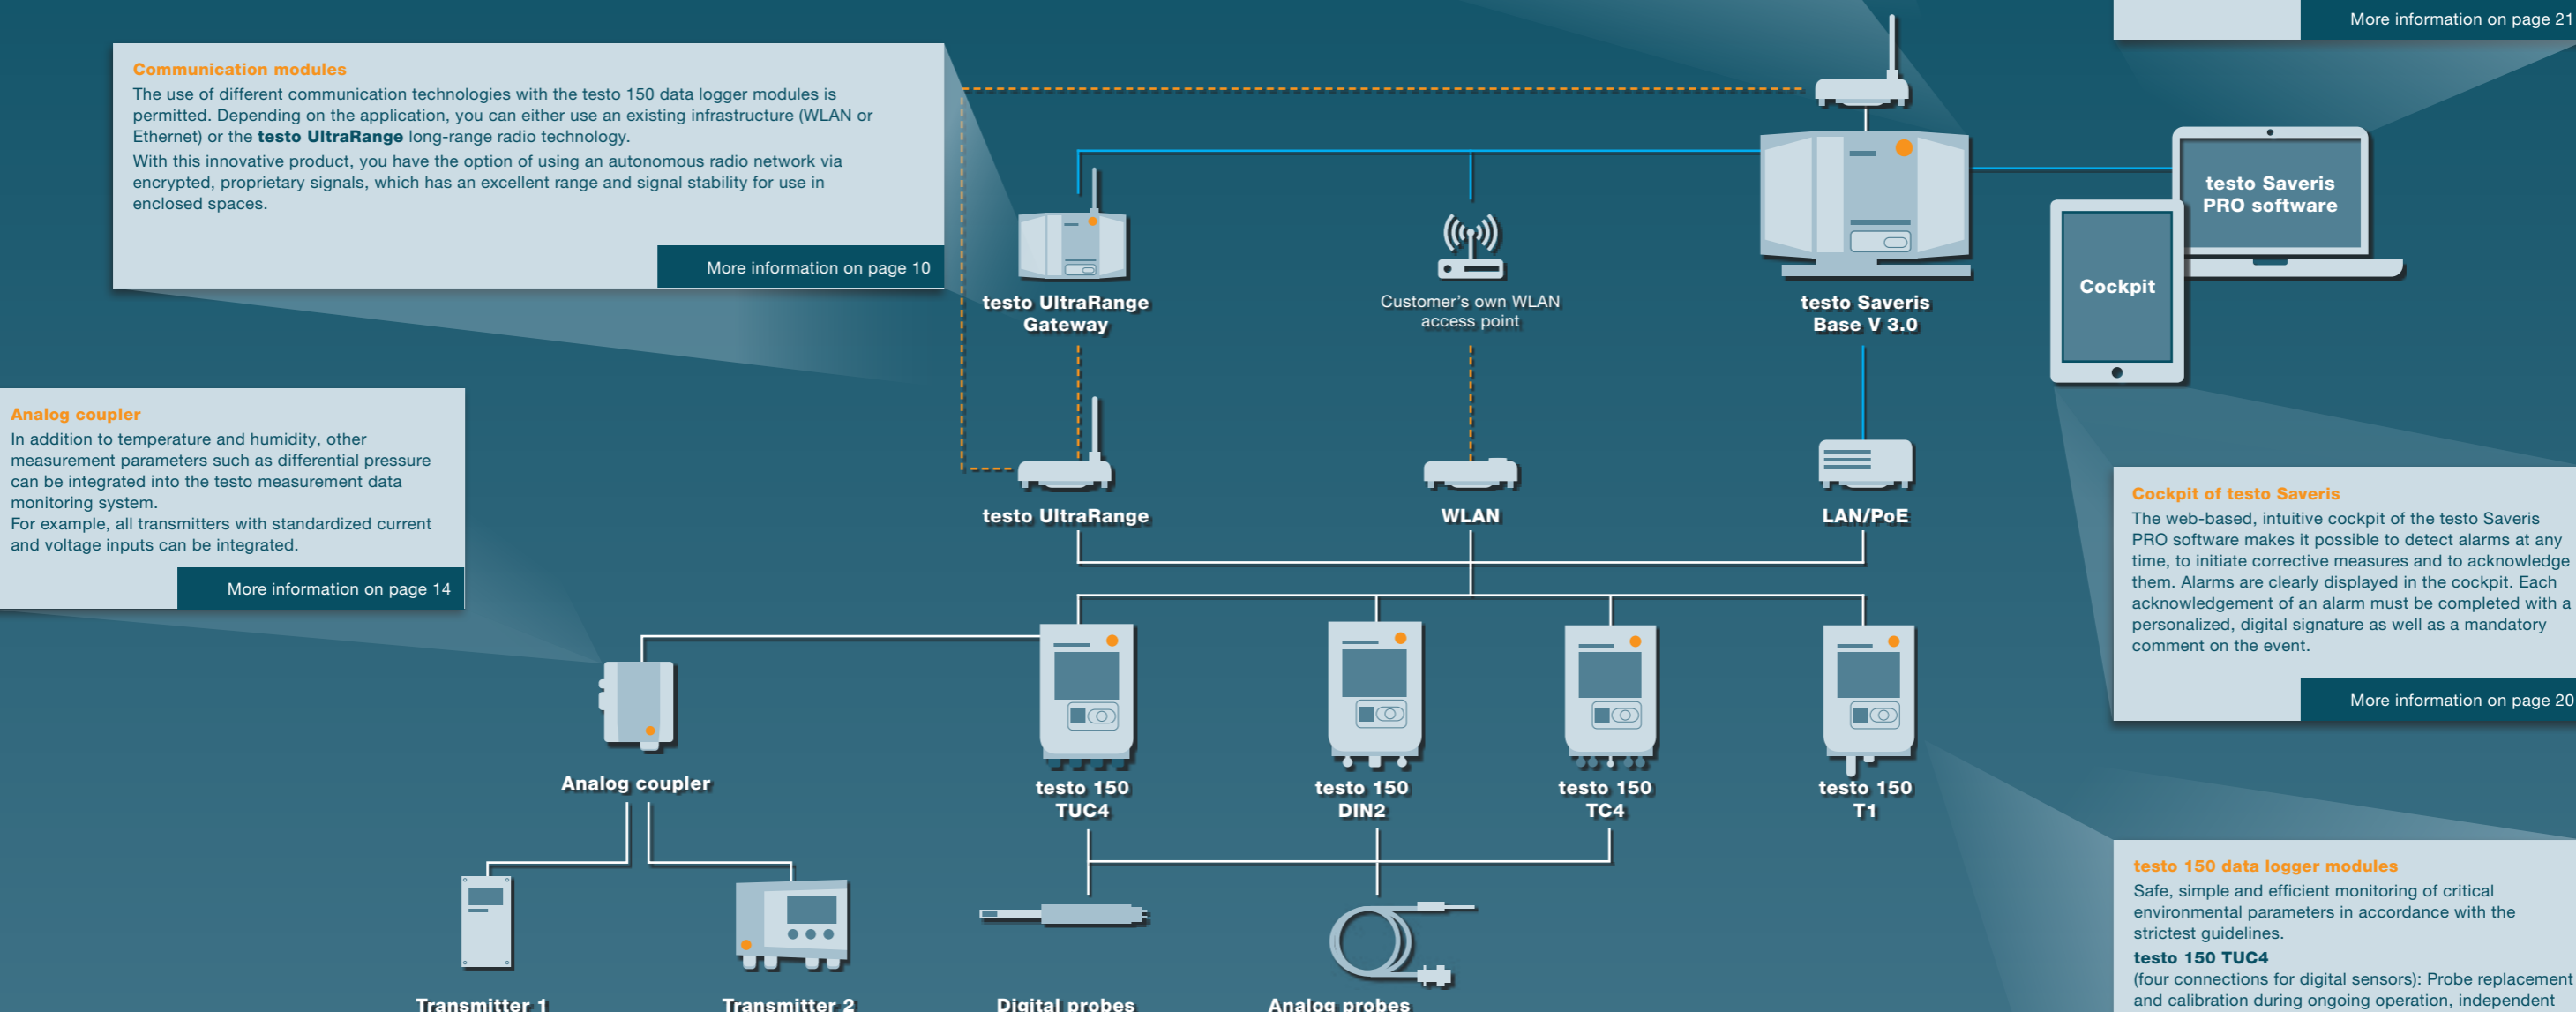 More information on page 21
Communication modules
The use of different communication technologies with the testo 150 data logger modules is
permitted. Depending on the application, you can either use an existing infrastructure (WLAN or
Ethernet) or the testo UltraRange long-range radio technology.
With this innovative product, you have the option of using an autonomous radio network via
encrypted, proprietary signals, which has an excellent range and signal stability for use in
enclosed spaces.
More information on page 10
testo UltraRange
Gateway
Customer's own WLAN
access point
testo Saveris
Base V 3.0
testo Saveris
PRO software
Cockpit
Analog coupler
In addition to temperature and humidity, other
measurement parameters such as differential pressure
can be integrated into the testo measurement data
monitoring system.
For example, all transmitters with standardized current
and voltage inputs can be integrated.
More information on page 14
testo UltraRange
WLAN
LAN/PoE
Cockpit of testo Saveris
The web-based, intuitive cockpit of the testo Saveris
PRO software makes it possible to detect alarms at any
time, to initiate corrective measures and to acknowledge
them. Alarms are clearly displayed in the cockpit. Each
acknowledgement of an alarm must be completed with a
personalized, digital signature as well as a mandatory
comment on the event.
More information on page 20
Analog coupler
testo 150
TUC4
testo 150
DIN2
testo 150
TC4
testo 150
T1
testo 150 data logger modules
Safe, simple and efficient monitoring of critical
environmental parameters in accordance with the
strictest guidelines.
testo 150 TUC4
(four connections for digital sensors): Probe replacement
and calibration during ongoing operation, independent
Transmitter 1
Transmitter 2
Digital probes
Analog probes